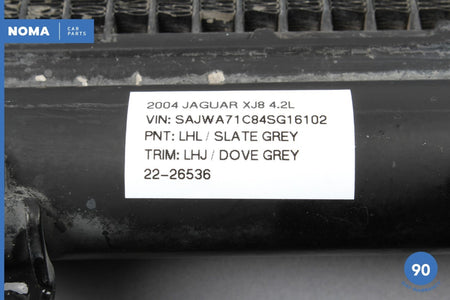 NOMA CAR PARTS
2004 JAGUAR XJ8 4.2L
VIN: SAJWA71C84SG16102
PNT: LHL / SLATE GREY
TRIM: LHJ / DOVE GREY
22-26536
90